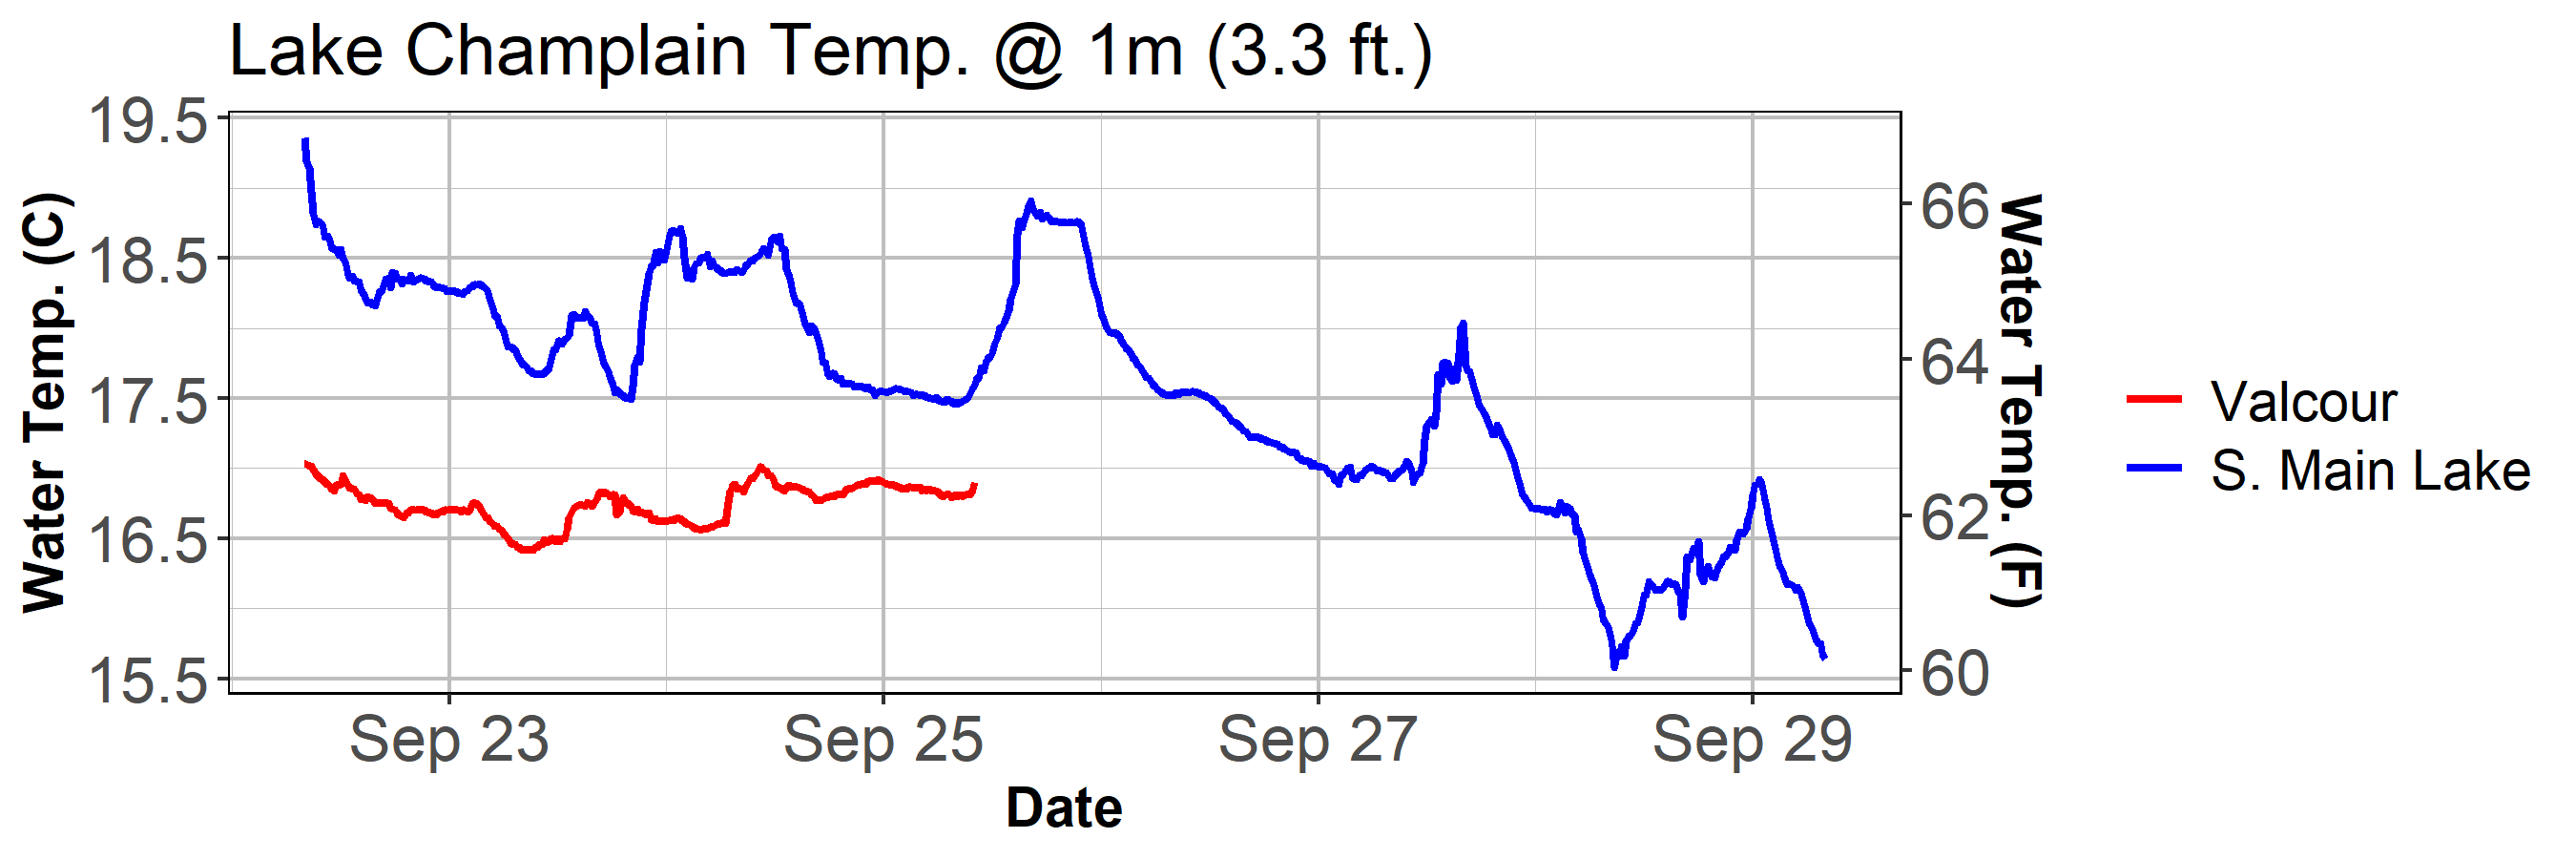 Lake Champlain Temp. @ 1m (3.3 ft.)
Water Temp. (C)
19.5
18.5
17.5
16.5
15.5
66
64
62
60
Water Temp. (F)
Sep 23
Sep 25
Sep 27
Sep 29
Date
Valcour
S. Main Lake